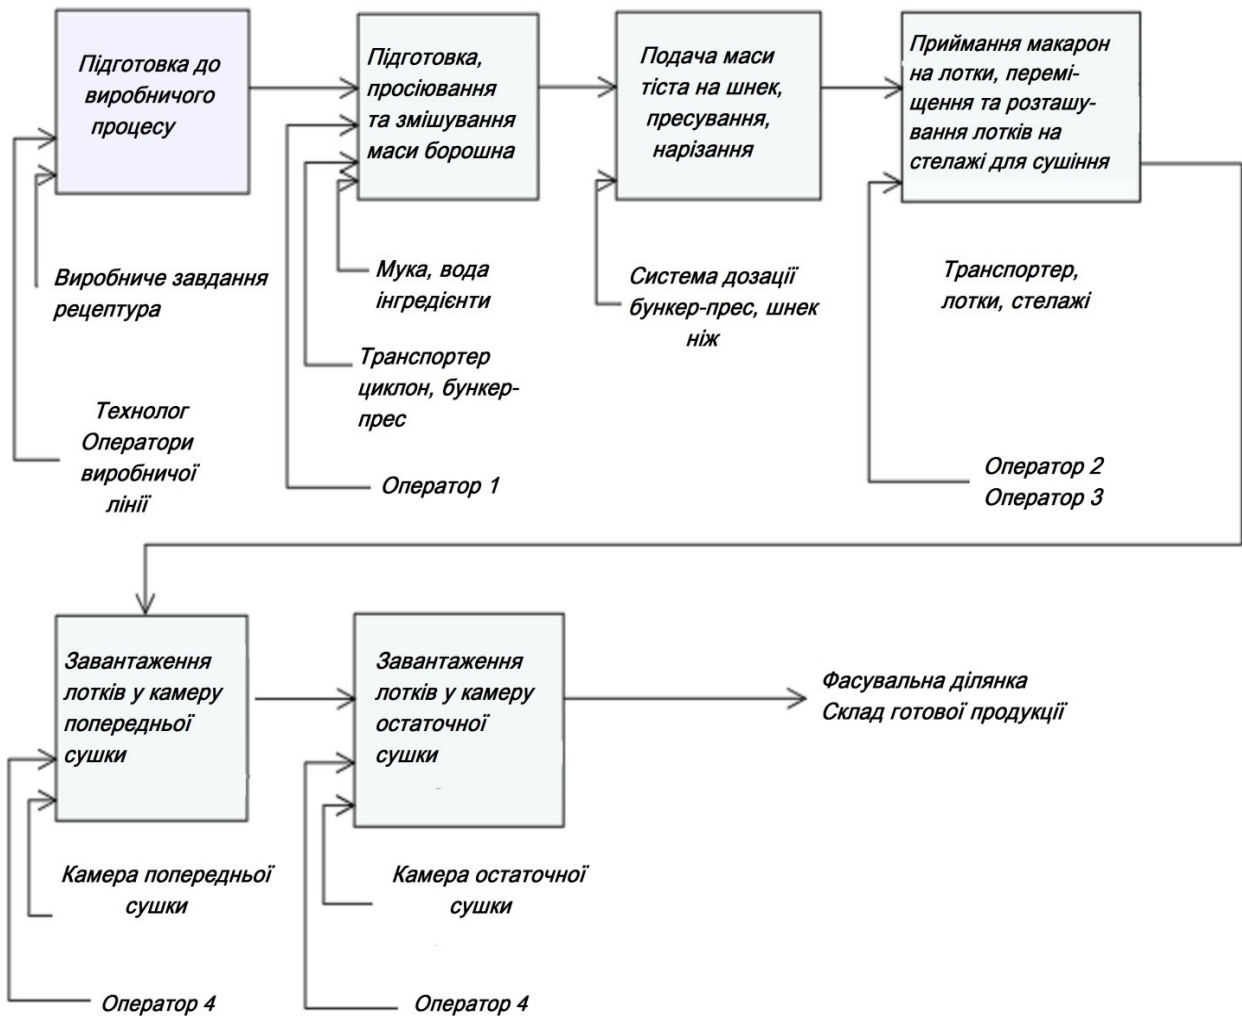 Підготовка до
виробничого
процесу
Підготовка,
просіювання
та змішування
маси борошна
Подача маси
тіста на шнек,
пресування,
нарізання
Приймання макарон
на лотки, перемі-
щення та розташу-
вання лотків на
стелажі для сушіння
Виробниче завдання
рецептура
Мука, вода
інгредієнти
Система дозації
бункер-прес, шнек
ніж
Транспортер,
лотки, стелажі
Транспортер
циклон, бункер-
прес
Технолог
Оператори
виробничої
лінії
Оператор 1
Оператор 2
Оператор 3
Завантаження
лотків у камеру
попередньої
сушки
Завантаження
лотків у камеру
остаточної
сушки
Фасувальна ділянка
Склад готової продукції
Камера попередньої
сушки
Камера остаточної
сушки
Оператор 4
Оператор 4